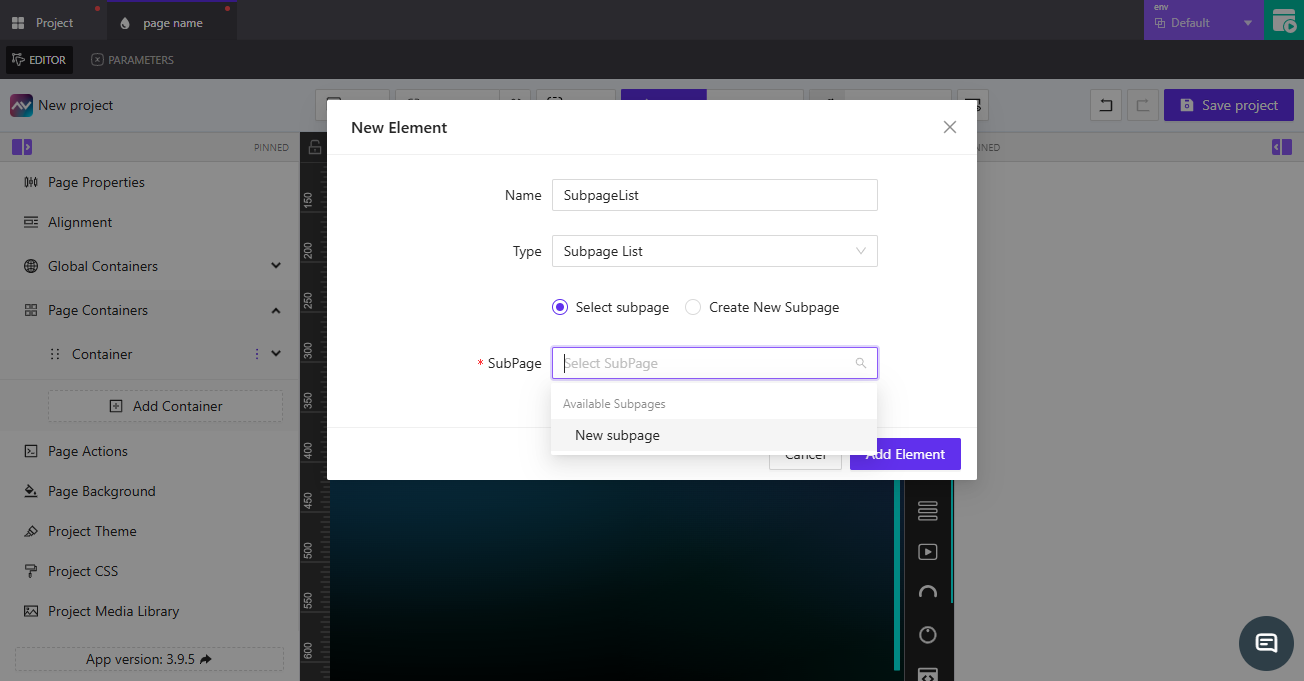 Project
page name
env
Default
EDITOR
PARAMETERS
New project
Save project
New Element
PINNED
Page Properties
Alignment
Global Containers
Page Containers
Container
Add Container
Page Actions
Page Background
Project Theme
Project CSS
Project Media Library
App version: 3.9.5
150
200
250
300
350
400
450
500
550
600
Name
SubpageList
Type
Subpage List
Select subpage
Create New Subpage
* SubPage
Select SubPage
Available Subpages
New subpage
Cancel
Add Element